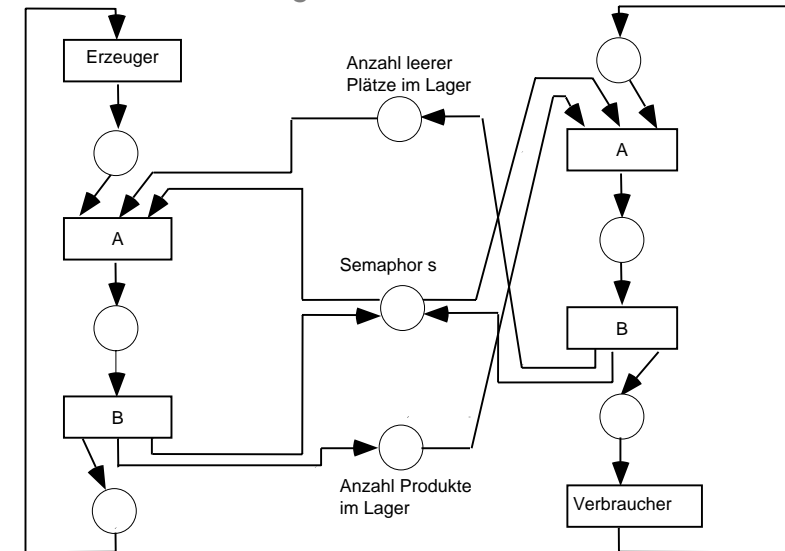 Erzeuger
Anzahl leerer
Plätze im Lager
A
A
Semaphor s
B
B
Anzahl Produkte
im Lager
Verbraucher